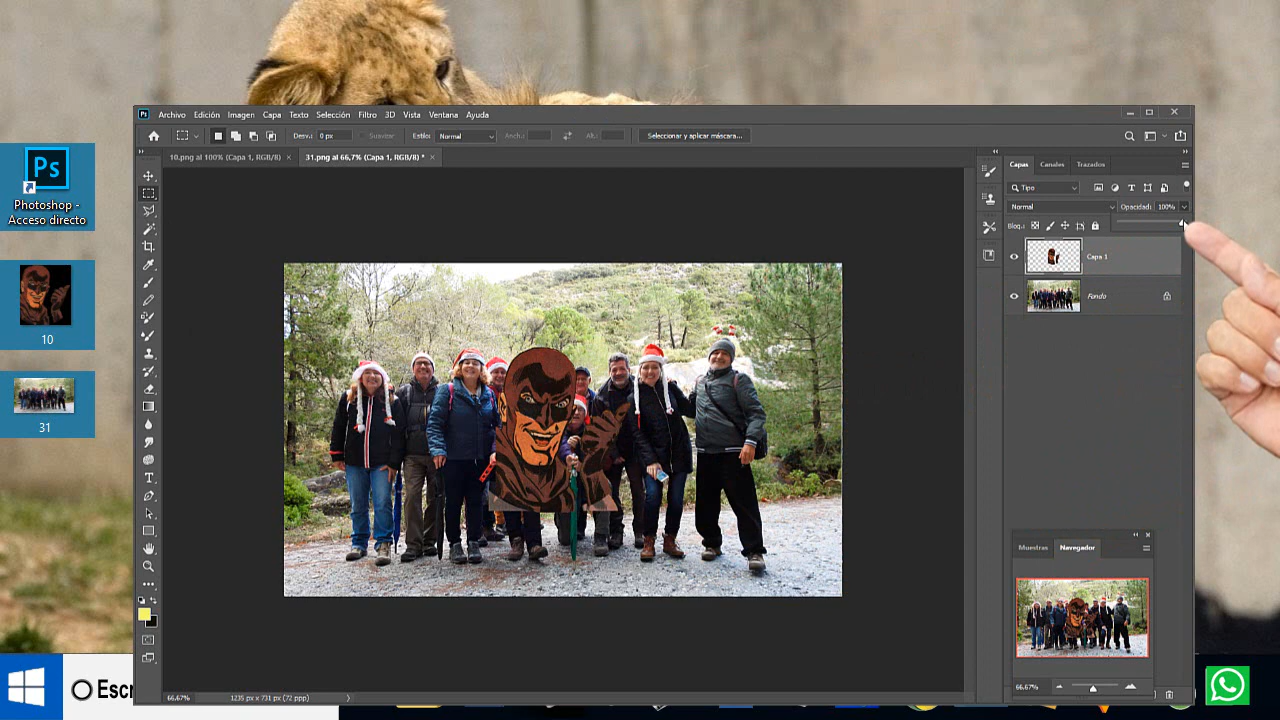 Ps
Photoshop -
Acceso directo
10
31
Escr
Ps Archivo Edición Imagen Capa Texto Selección Filtro 3D Vista Ventana Ayuda
Desv.: 0 px Suavizar Estilo: Normal Anch.: Alt.: Seleccionar y aplicar máscara...
10.png al 100% (Capa 1, RGB/8) × 31.png al 66,7% (Capa 1, RGB/8) * ×
Capas Canales Trazados
Tipo
Normal Opacidad: 100%
Bloq.:
Capa 1
Fondo
Muestras Navegador
66.67%
66.67% 1235 px x 731 px (72 ppp)